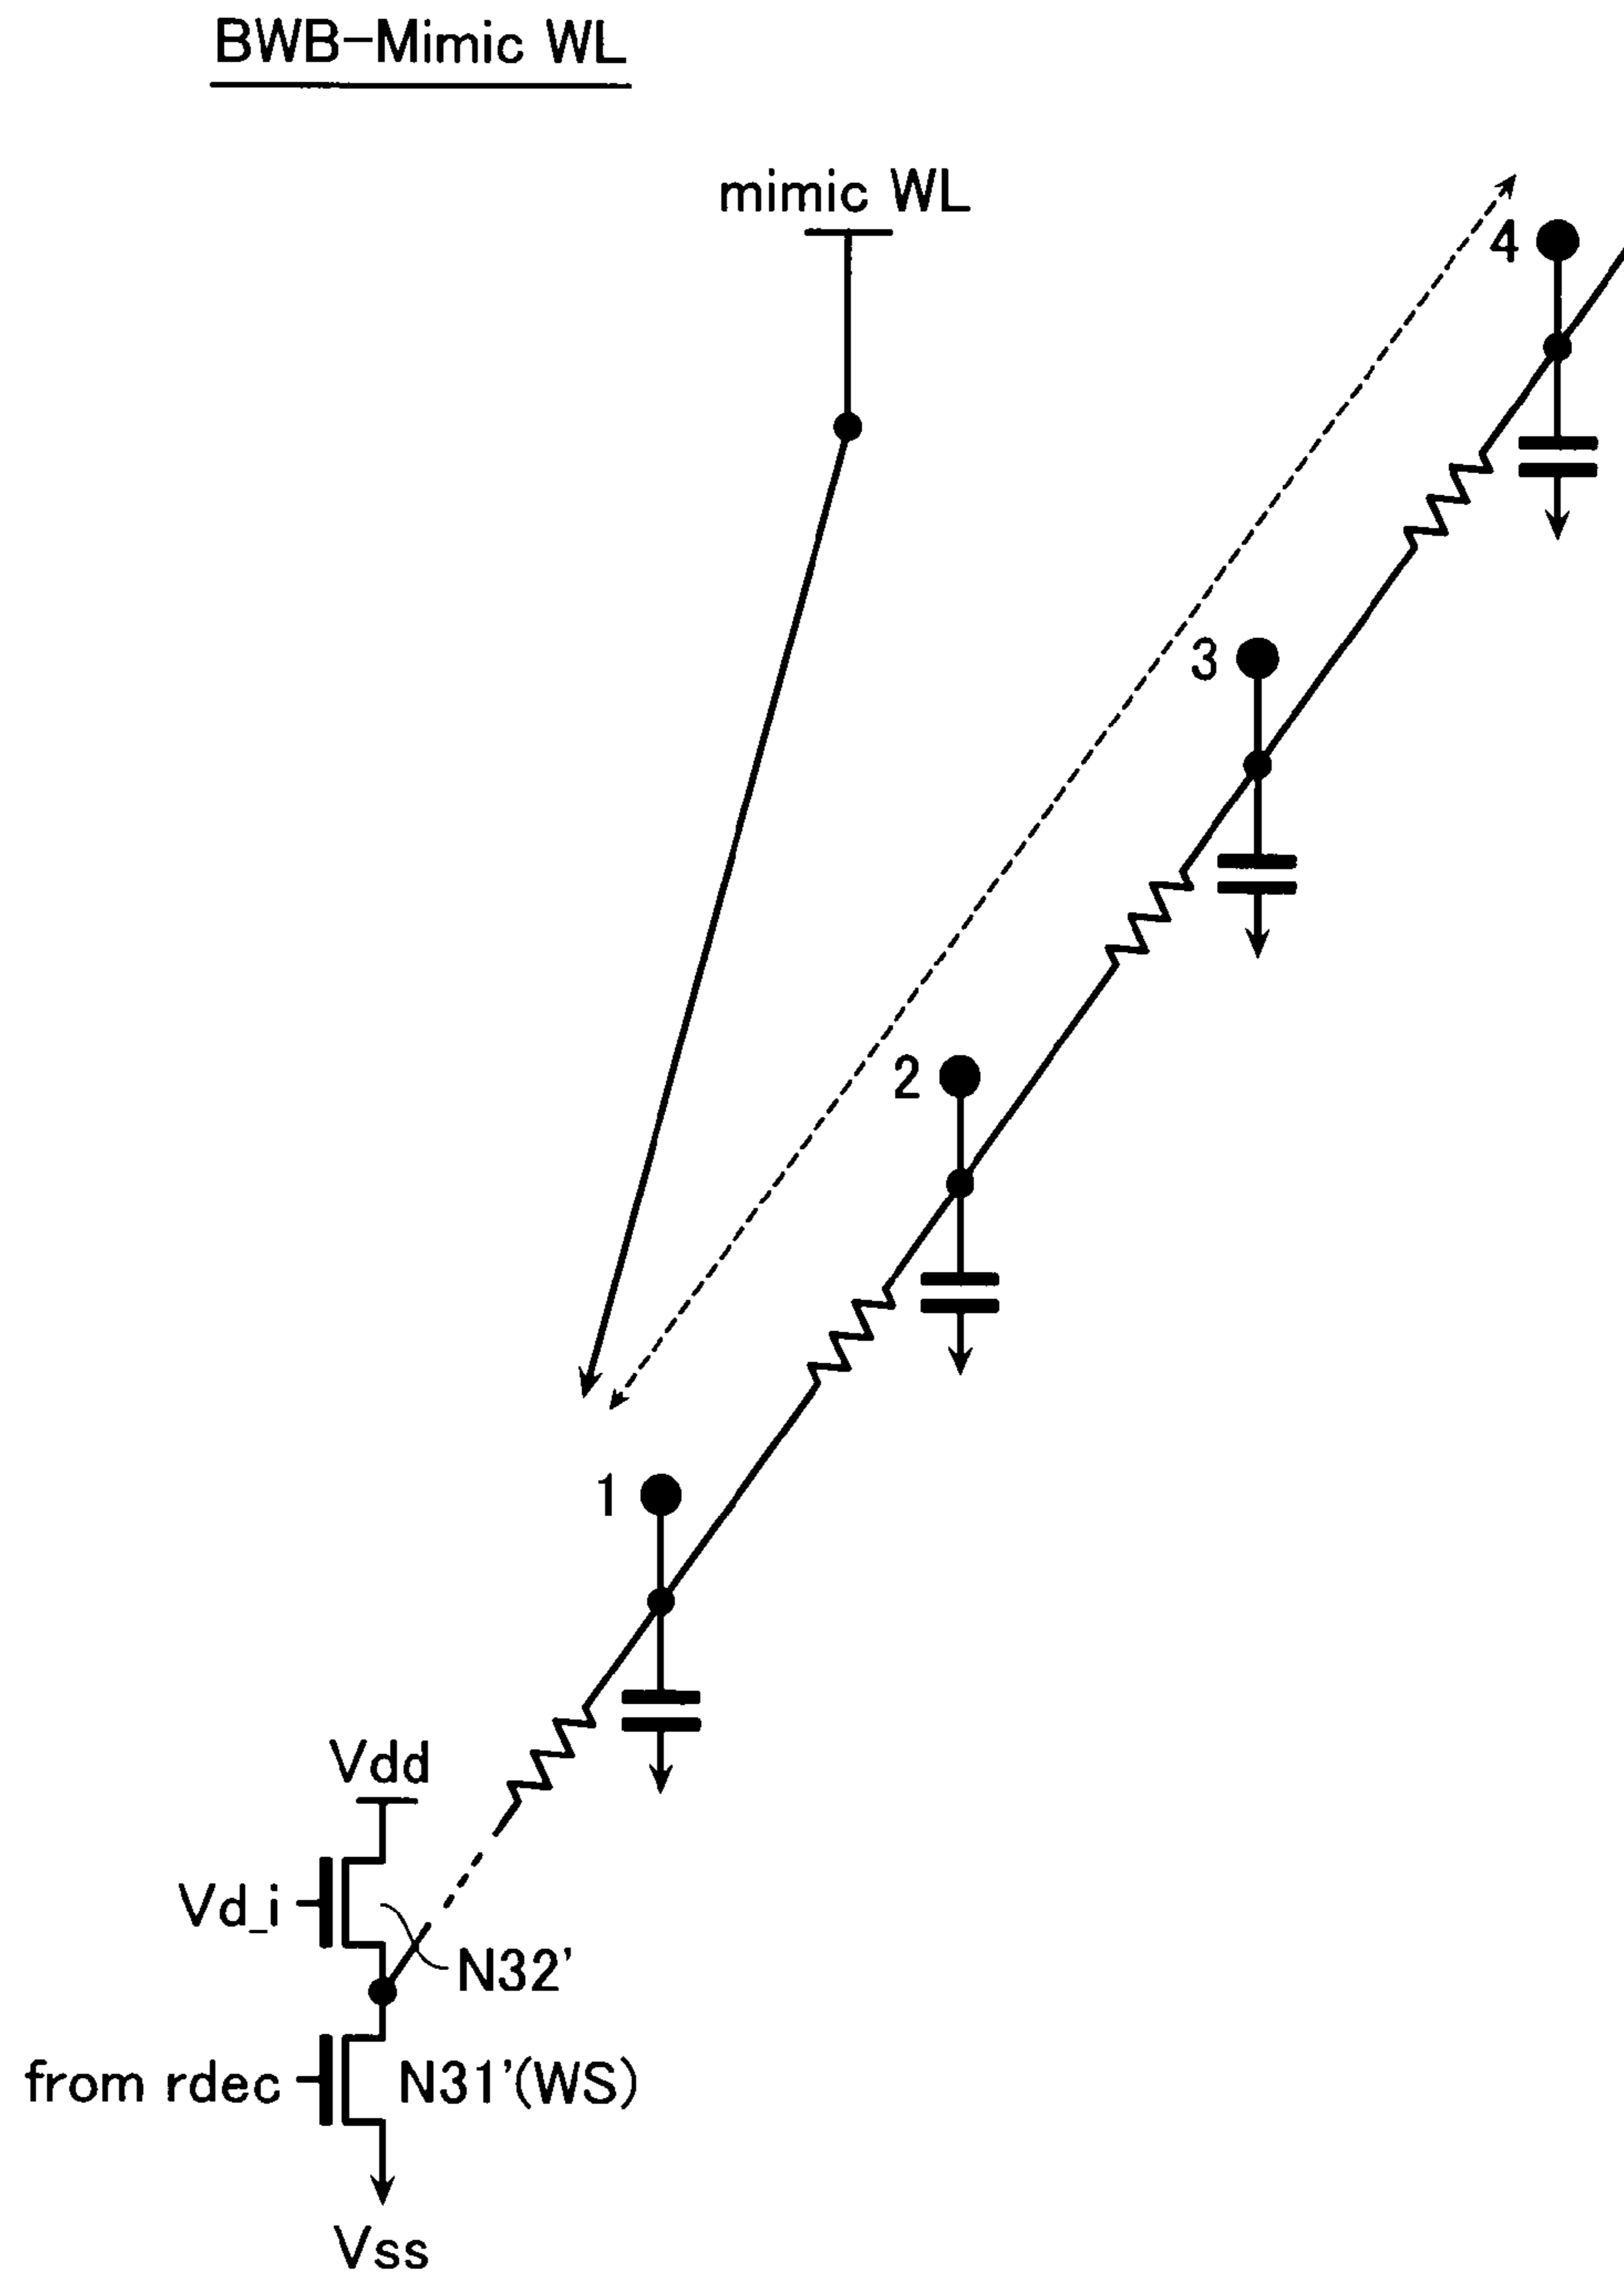 BWB-Mimic WL
mimic WL
4
3
2
1
Vdd
Vd_i
N32'
from rdec
N31'(WS)
Vss